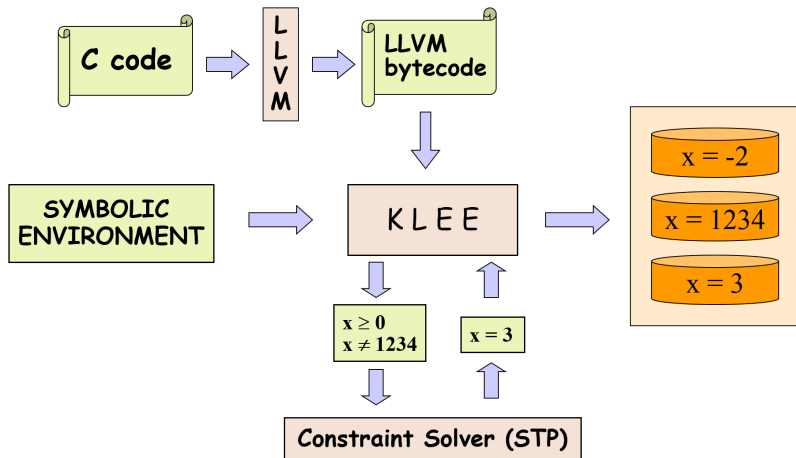 C code
L
L
V
M
LLVM
bytecode
SYMBOLIC
ENVIRONMENT
K L E E
x = -2
x = 1234
x = 3
x ≥ 0
x ≠ 1234
x = 3
Constraint Solver (STP)